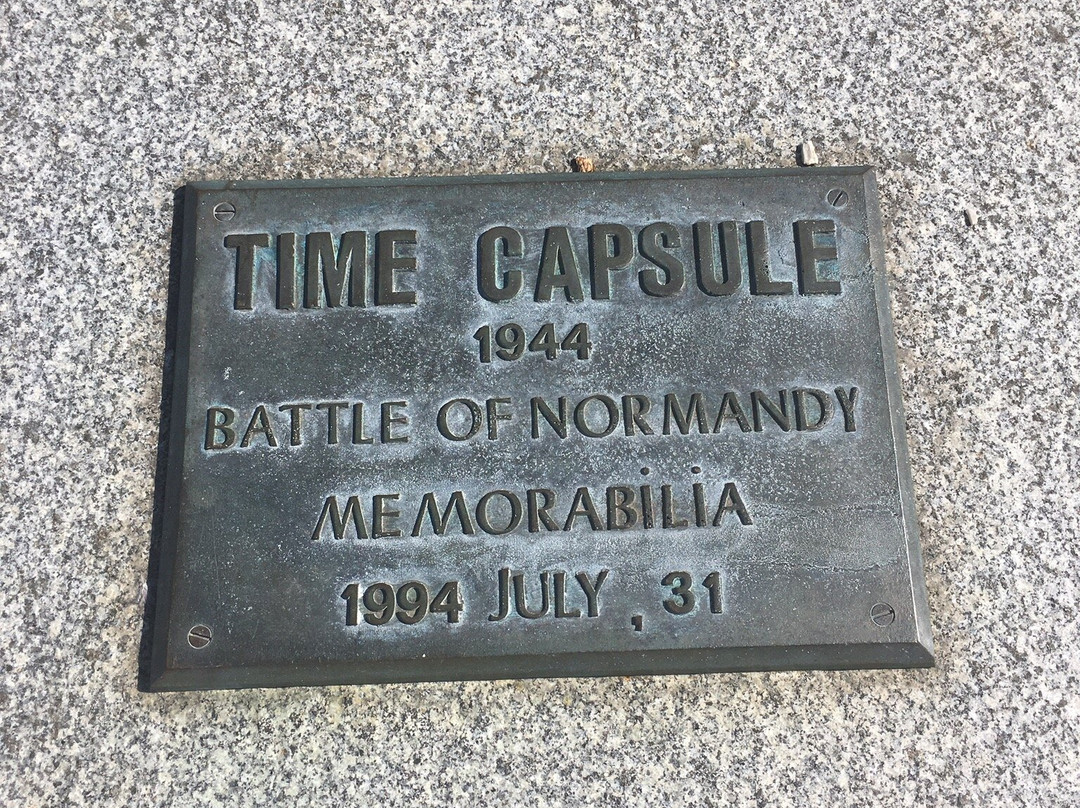 TIME CAPSULE
1944
BATTLE OF NORMANDY
MEMORABiLiA
1994 JULY , 31